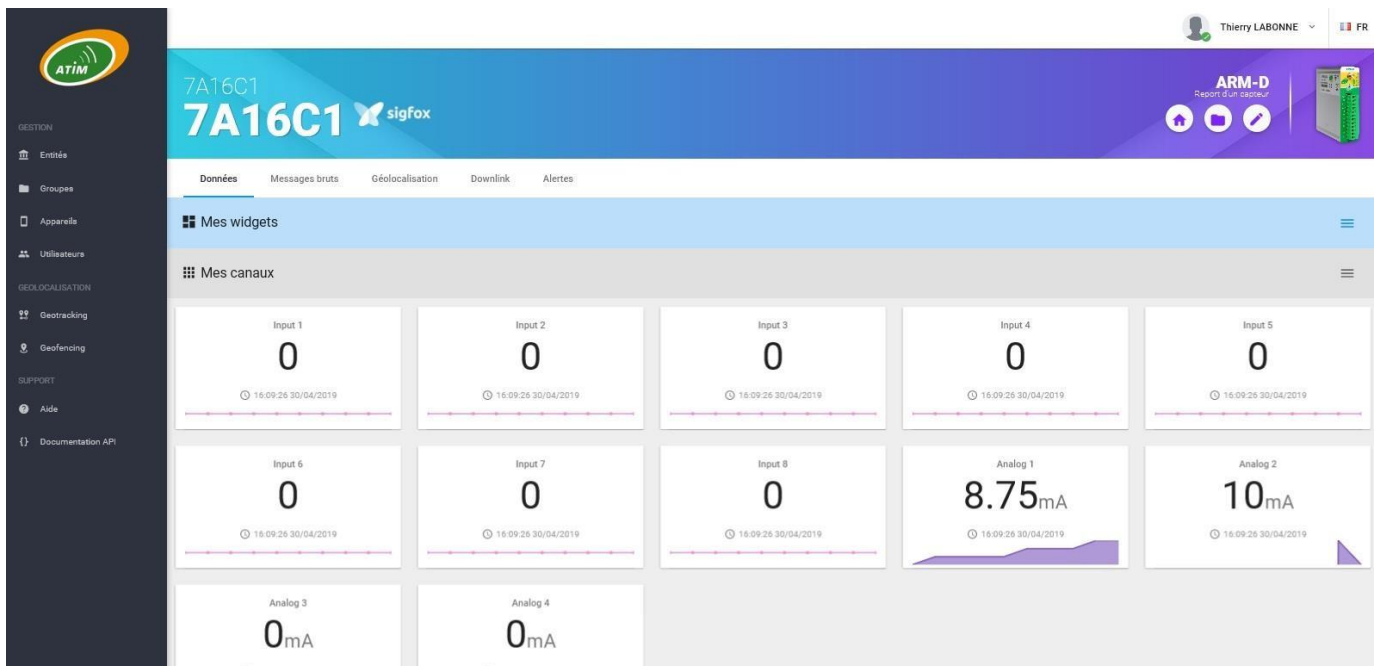 Thierry LABONNE
FR
ATIM
7A16C1
7A16C1 sigfox
ARM-D
Report d'un capteur
GESTION
Entités
Groupes
Appareils
Utilisateurs
GEOLOCALISATION
Geotracking
Geofencing
SUPPORT
Aide
{} Documentation API
Données Messages bruts Géolocalisation Downlink Alertes
Mes widgets
Mes canaux
Input 1
0
16:09:26 30/04/2019
Input 2
0
16:09:26 30/04/2019
Input 3
0
16:09:26 30/04/2019
Input 4
0
16:09:26 30/04/2019
Input 5
0
16:09:26 30/04/2019
Input 6
0
16:09:26 30/04/2019
Input 7
0
16:09:26 30/04/2019
Input 8
0
16:09:26 30/04/2019
Analog 1
8.75mA
16:09:26 30/04/2019
Analog 2
10mA
16:09:26 30/04/2019
Analog 3
0mA
Analog 4
0mA